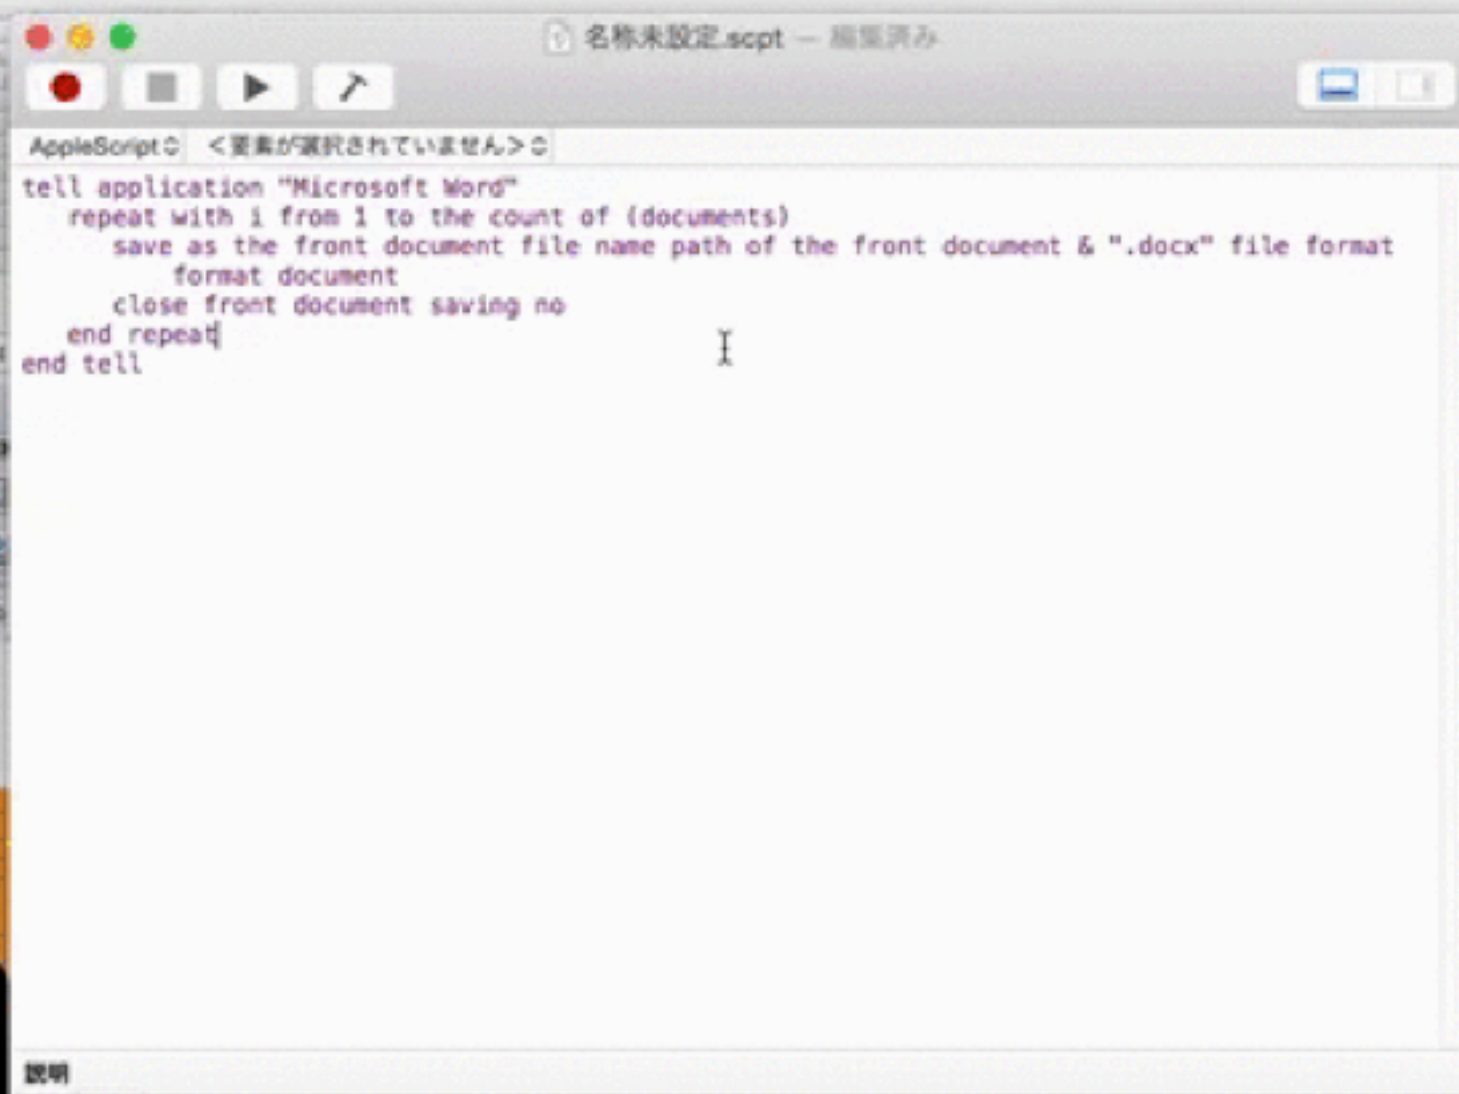 名称未設定.scpt — 編集済み
AppleScript <要素が選択されていません>
tell application "Microsoft Word"
repeat with i from 1 to the count of (documents)
save as the front document file name path of the front document & ".docx" file format
format document
close front document saving no
end repeat
end tell
説明